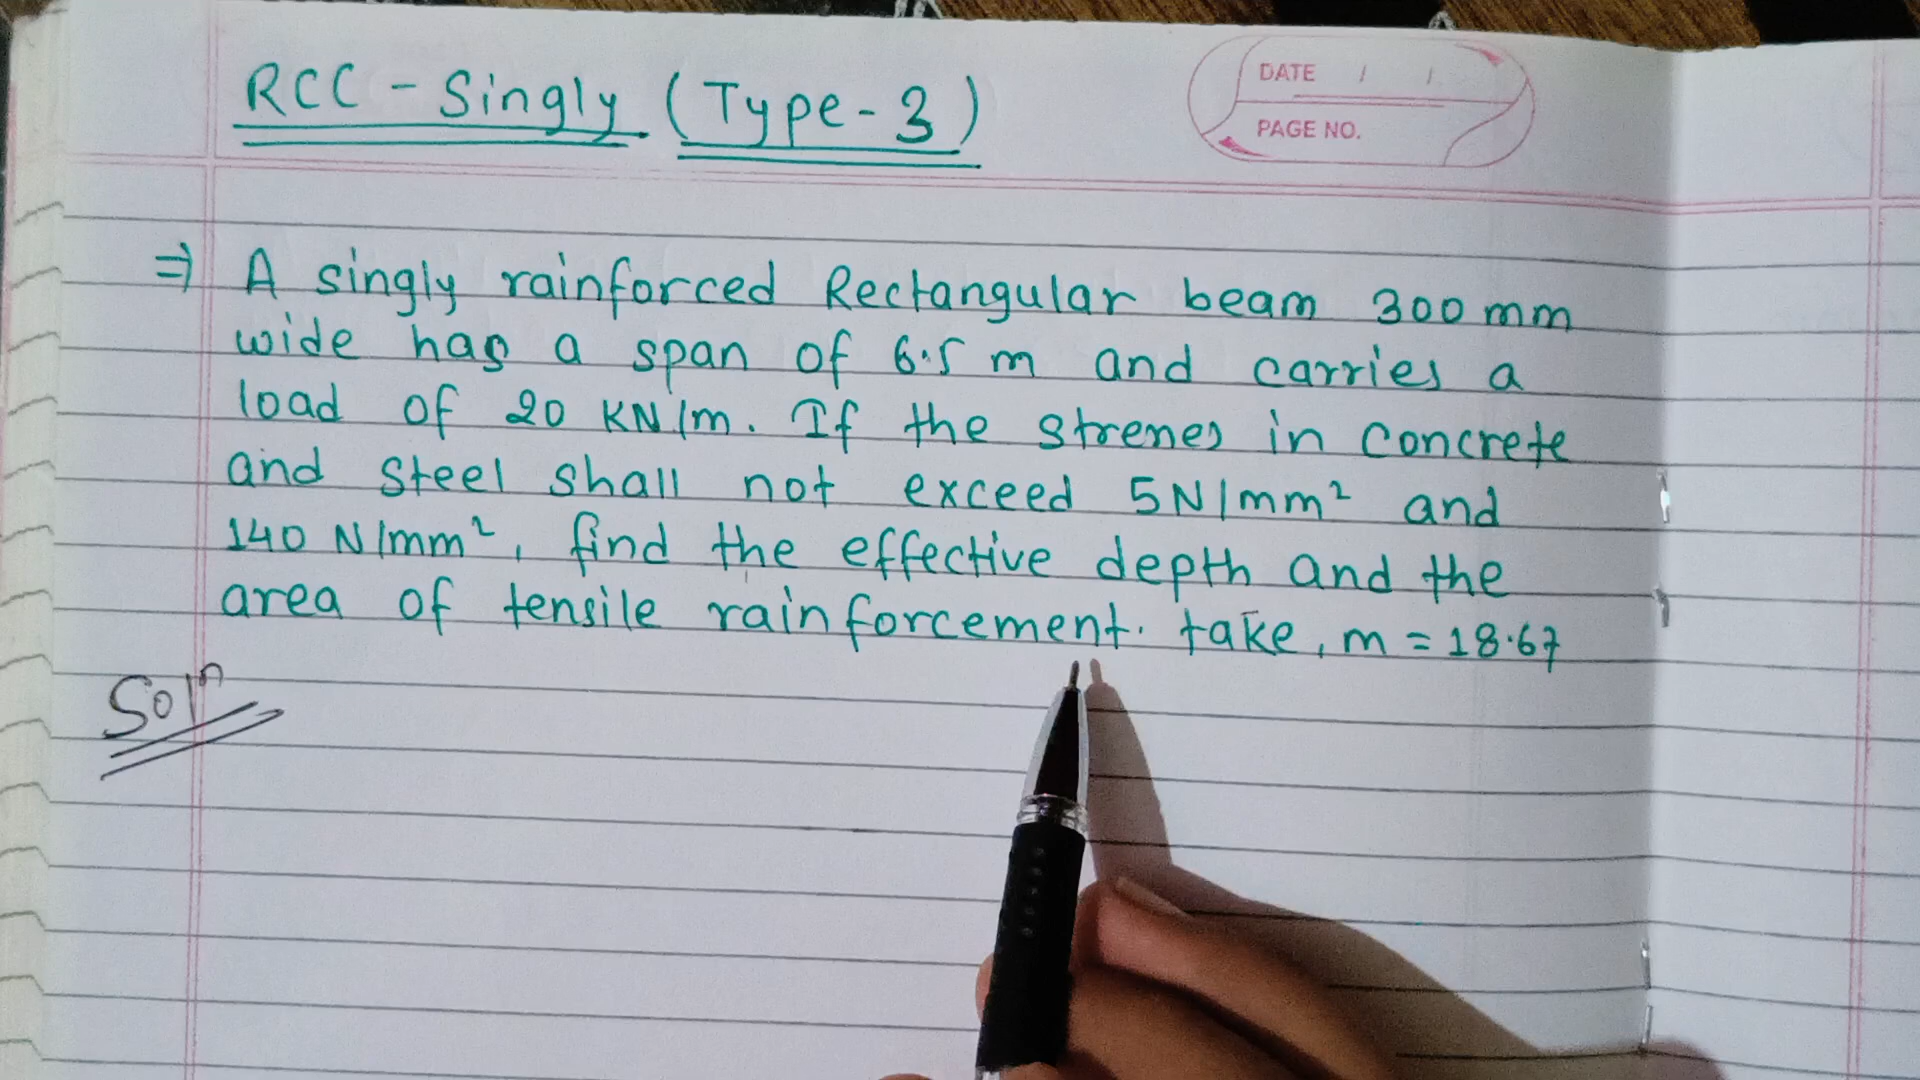 RCC - Singly (Type-3)
DATE / /
PAGE NO.
⇒ A singly rainforced Rectangular beam 300 mm
wide has a span of 6.5 m and carries a
load of 20 KN/m. If the strenes in concrete
and steel shall not exceed 5N/mm² and
140 N/mm², find the effective depth and the
area of tensile rainforcement. take, m = 18.67
Solⁿ